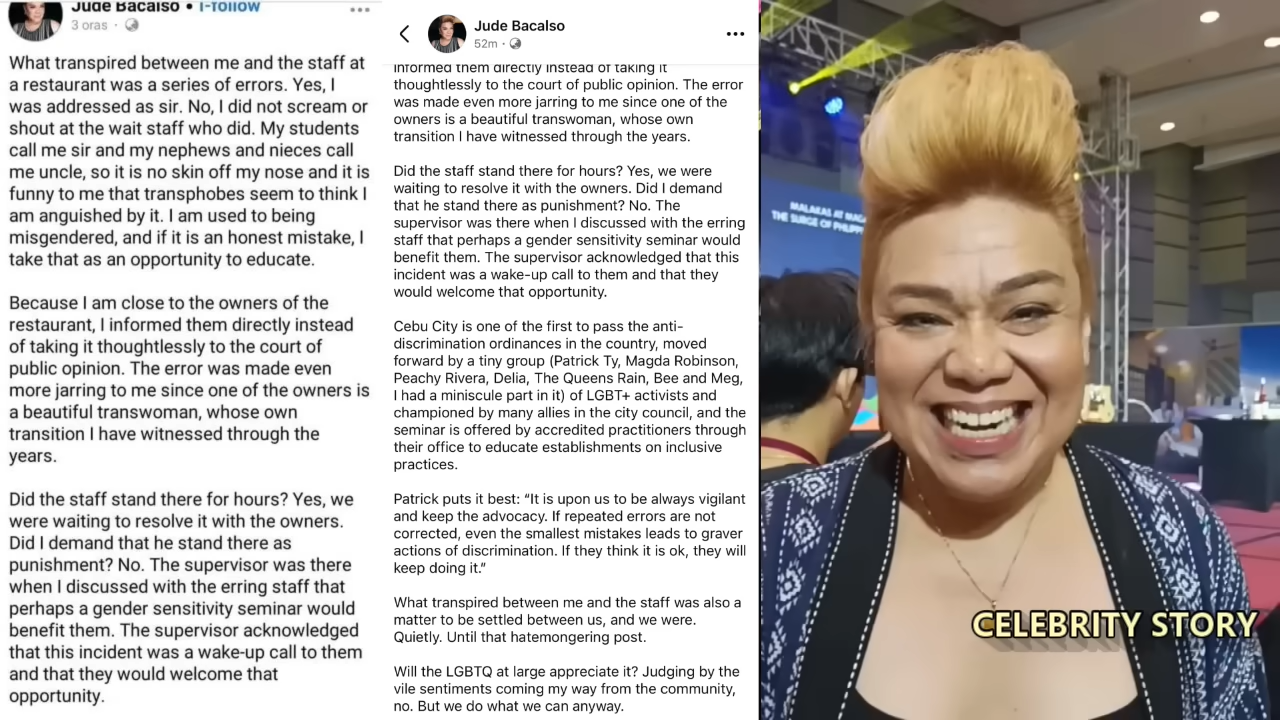 Jude Bacalso • I-follow
3 oras ·
What transpired between me and the staff at
a restaurant was a series of errors. Yes, I
was addressed as sir. No, I did not scream or
shout at the wait staff who did. My students
call me sir and my nephews and nieces call
me uncle, so it is no skin off my nose and it is
funny to me that transphobes seem to think I
am anguished by it. I am used to being
misgendered, and if it is an honest mistake, I
take that as an opportunity to educate.
Because I am close to the owners of the
restaurant, I informed them directly instead
of taking it thoughtlessly to the court of
public opinion. The error was made even
more jarring to me since one of the owners is
a beautiful transwoman, whose own
transition I have witnessed through the
years.
Did the staff stand there for hours? Yes, we
were waiting to resolve it with the owners.
Did I demand that he stand there as
punishment? No. The supervisor was there
when I discussed with the erring staff that
perhaps a gender sensitivity seminar would
benefit them. The supervisor acknowledged
that this incident was a wake-up call to them
and that they would welcome that
opportunity.
Jude Bacalso
52m ·
informed them directly instead of taking it
thoughtlessly to the court of public opinion. The error
was made even more jarring to me since one of the
owners is a beautiful transwoman, whose own
transition I have witnessed through the years.
Did the staff stand there for hours? Yes, we were
waiting to resolve it with the owners. Did I demand
that he stand there as punishment? No. The
supervisor was there when I discussed with the erring
staff that perhaps a gender sensitivity seminar would
benefit them. The supervisor acknowledged that this
incident was a wake-up call to them and that they
would welcome that opportunity.
Cebu City is one of the first to pass the anti-
discrimination ordinances in the country, moved
forward by a tiny group (Patrick Ty, Magda Robinson,
Peachy Rivera, Delia, The Queens Rain, Bee and Meg,
I had a miniscule part in it) of LGBT+ activists and
championed by many allies in the city council, and the
seminar is offered by accredited practitioners through
their office to educate establishments on inclusive
practices.
Patrick puts it best: “It is upon us to be always vigilant
and keep the advocacy. If repeated errors are not
corrected, even the smallest mistakes leads to graver
actions of discrimination. If they think it is ok, they will
keep doing it.”
What transpired between me and the staff was also a
matter to be settled between us, and we were.
Quietly. Until that hatemongering post.
Will the LGBTQ at large appreciate it? Judging by the
vile sentiments coming my way from the community,
no. But we do what we can anyway.
MALAKAS AT
THE SURGE OF
CELEBRITY STORY